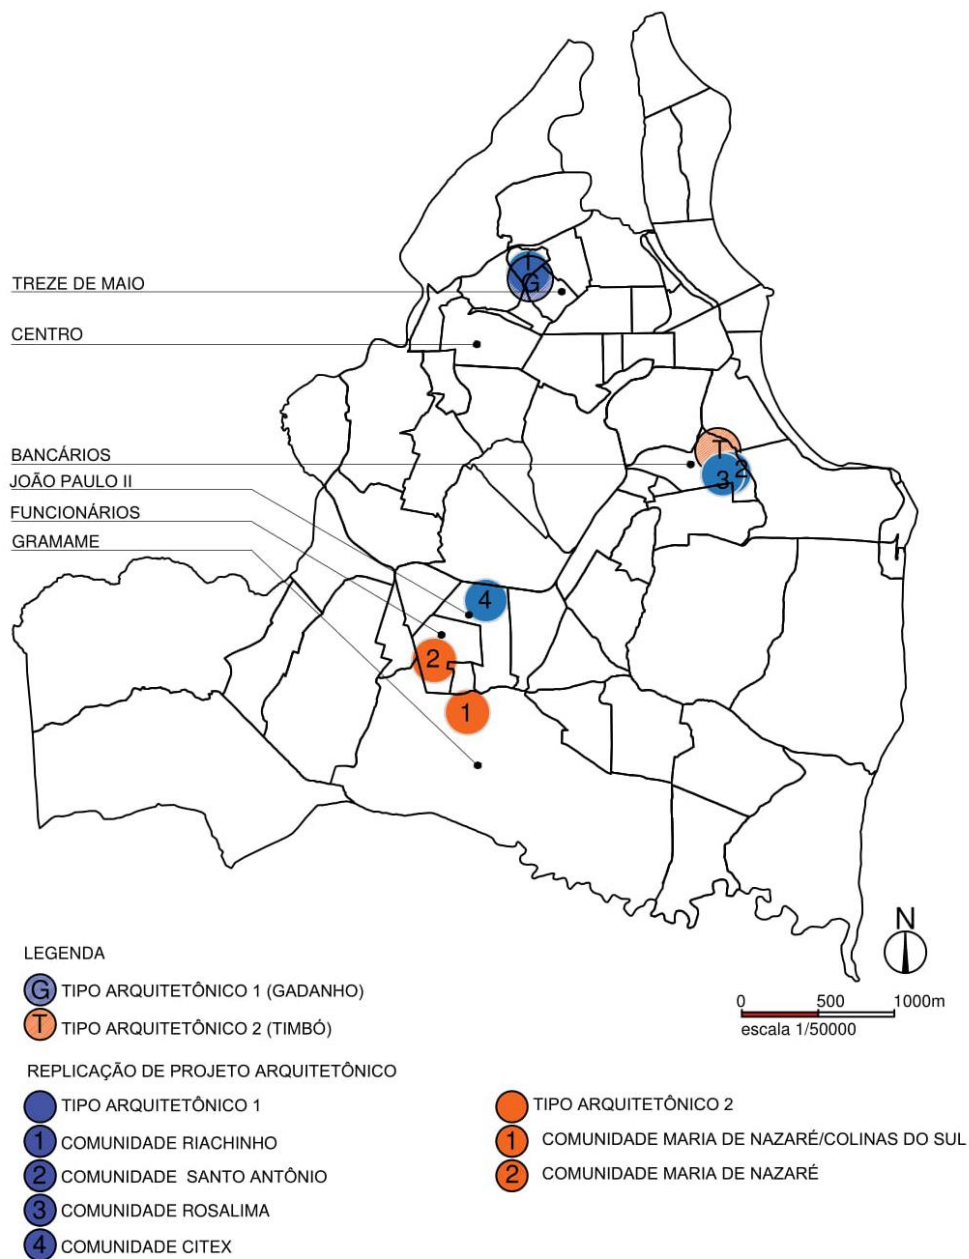 TREZE DE MAIO
G
CENTRO
BANCÁRIOS
T
2
3
JOÃO PAULO II
FUNCIONÁRIOS
GRAMAME
4
2
1
N
LEGENDA
G TIPO ARQUITETÔNICO 1 (GADANHO)
T TIPO ARQUITETÔNICO 2 (TIMBÓ)
0 500 1000m
escala 1/50000
REPLICAÇÃO DE PROJETO ARQUITETÔNICO
TIPO ARQUITETÔNICO 1
1 COMUNIDADE RIACHINHO
2 COMUNIDADE SANTO ANTÔNIO
3 COMUNIDADE ROSALIMA
4 COMUNIDADE CITEX
TIPO ARQUITETÔNICO 2
1 COMUNIDADE MARIA DE NAZARÉ/COLINAS DO SUL
2 COMUNIDADE MARIA DE NAZARÉ